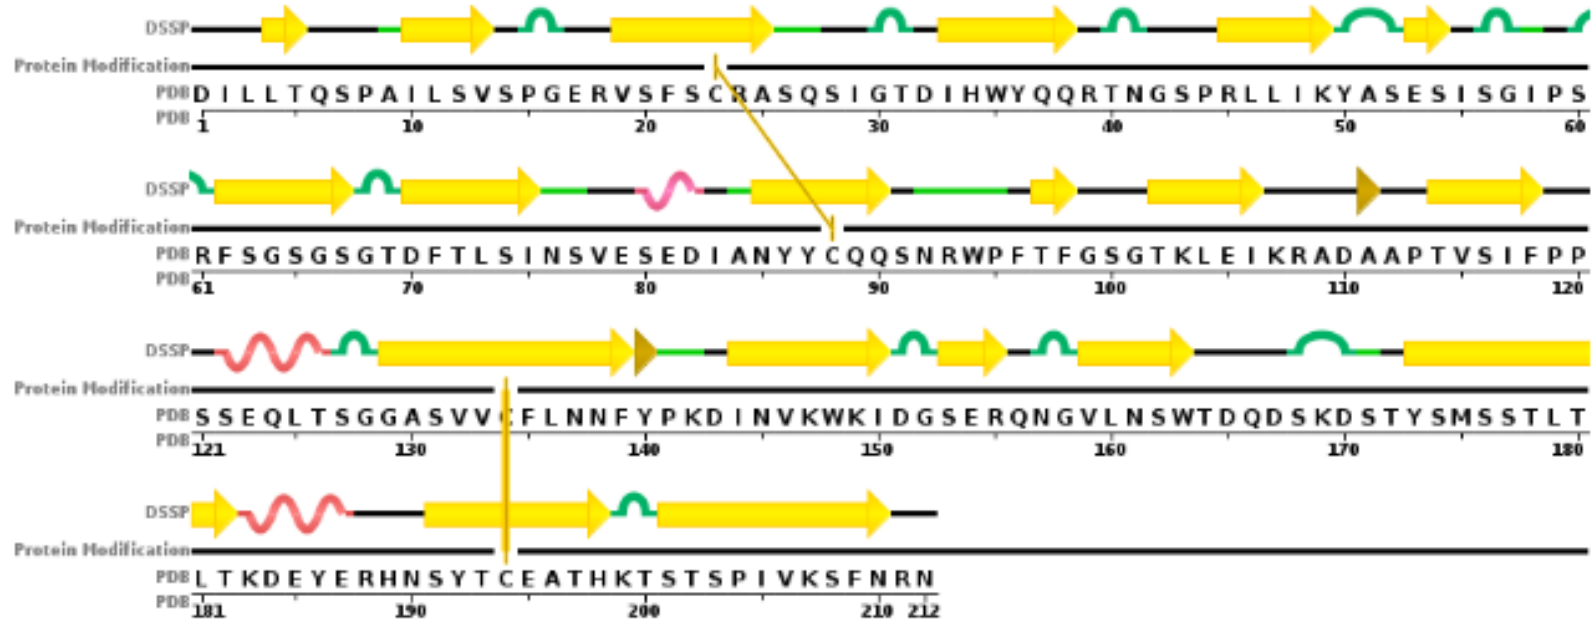 DSSP
Protein Modification
PDB D I L L T Q S P A I L S V S P G E R V S F S C R A S Q S I G T D I H W Y Q Q R T N G S P R L L I K Y A S E S I S G I P S
PDB 1 10 20 30 40 50 60
DSSP
Protein Modification
PDB R F S G S G S G T D F T L S I N S V E S E D I A N Y Y C Q Q S N R W P F T F G S G T K L E I K R A D A A P T V S I F P P
PDB 61 70 80 90 100 110 120
DSSP
Protein Modification
PDB S S E Q L T S G G A S V V C F L N N F Y P K D I N V K W K I D G S E R Q N G V L N S W T D Q D S K D S T Y S M S S T L T
PDB 121 130 140 150 160 170 180
DSSP
Protein Modification
PDB L T K D E Y E R H N S Y T C E A T H K T S T S P I V K S F N R N
PDB 181 190 200 210 212